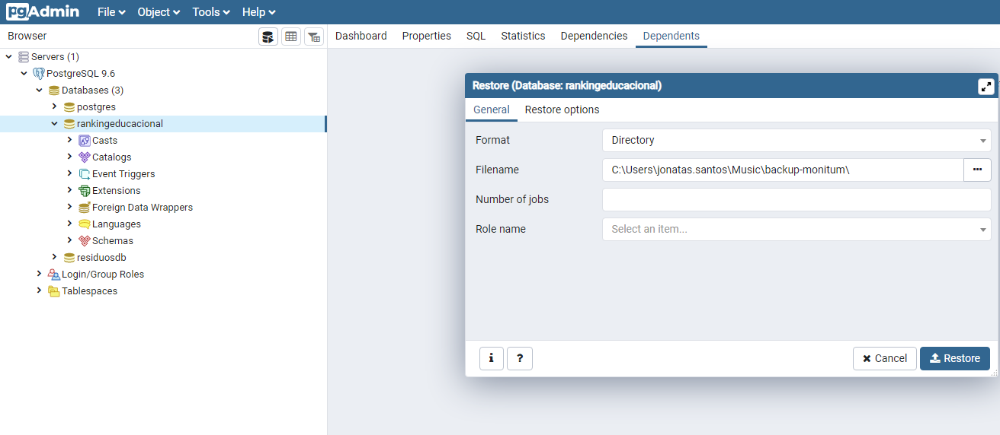 pgAdmin File Object Tools Help
Browser
Dashboard Properties SQL Statistics Dependencies Dependents
Servers (1)
PostgreSQL 9.6
Databases (3)
postgres
rankingeducacional
Casts
Catalogs
Event Triggers
Extensions
Foreign Data Wrappers
Languages
Schemas
residuosdb
Login/Group Roles
Tablespaces
Restore (Database: rankingeducacional)
General Restore options
Format Directory
Filename C:\Users\jonatas.santos\Music\backup-monitum\ ...
Number of jobs
Role name Select an item...
i ? Cancel Restore